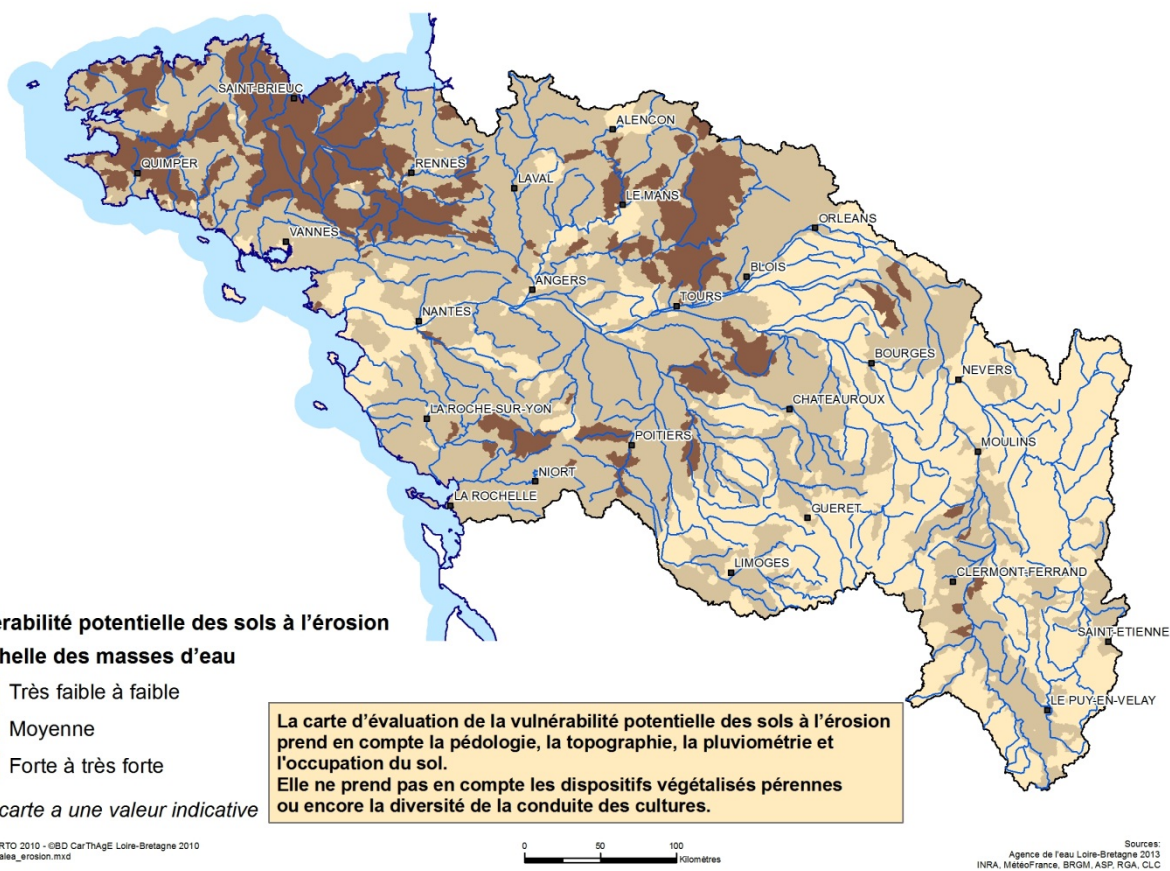 SAINT-BRIEUC
ALENCON
QUIMPER
RENNES
LAVAL
LE MANS
ORLEANS
VANNES
BLOIS
ANGERS
TOURS
NANTES
BOURGES
NEVERS
CHATEAUROUX
LA ROCHE-SUR-YON
POITIERS
MOULINS
NIORT
LA ROCHELLE
GUERET
LIMOGES
CLERMONT-FERRAND
SAINT-ETIENNE
LE PUY-EN-VELAY
érabilité potentielle des sols à l'érosion
helle des masses d'eau
Très faible à faible
Moyenne
Forte à très forte
carte a une valeur indicative
La carte d'évaluation de la vulnérabilité potentielle des sols à l'érosion
prend en compte la pédologie, la topographie, la pluviométrie et
l'occupation du sol.
Elle ne prend pas en compte les dispositifs végétalisés pérennes
ou encore la diversité de la conduite des cultures.
RTO 2010 - ©BD CarThAgE Loire-Bretagne 2010
alea_erosion.mxd
0 50 100
Kilomètres
Sources:
Agence de l'eau Loire-Bretagne 2013
INRA, MétéoFrance, BRGM, ASP, RGA, CLC